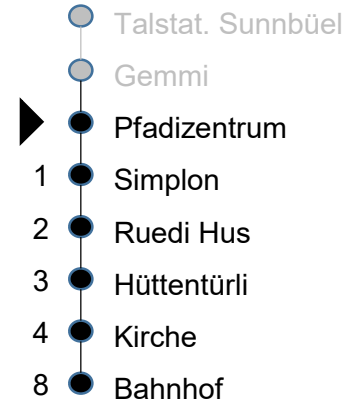 Talstat. Sunnbüel
Gemmi
Pfadizentrum
1 Simplon
2 Ruedi Hus
3 Hüttentürli
4 Kirche
8 Bahnhof